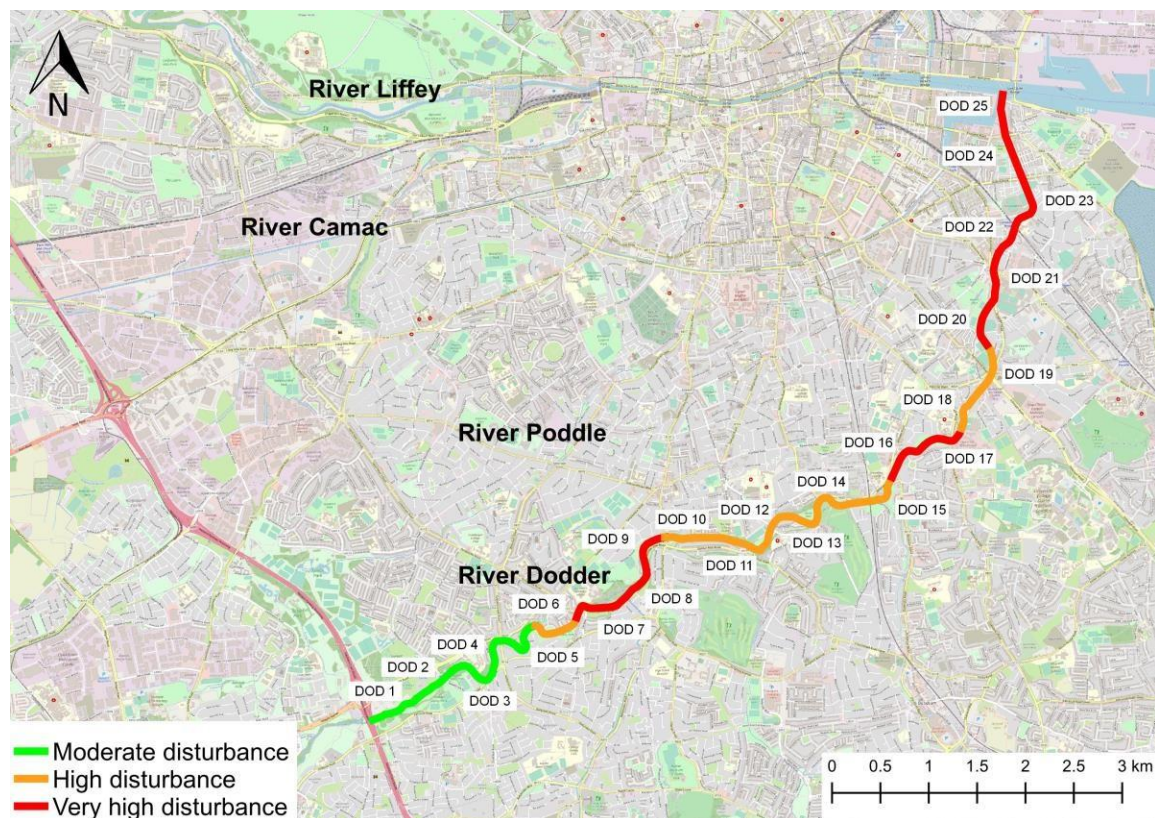 N
River Liffey
River Camac
River Poddle
River Dodder
DOD 25
DOD 24
DOD 23
DOD 22
DOD 21
DOD 20
DOD 19
DOD 18
DOD 16
DOD 17
DOD 14
DOD 12
DOD 15
DOD 10
DOD 9
DOD 13
DOD 11
DOD 8
DOD 6
DOD 7
DOD 4
DOD 5
DOD 2
DOD 1
DOD 3
Moderate disturbance
High disturbance
Very high disturbance
0 0.5 1 1.5 2 2.5 3 km